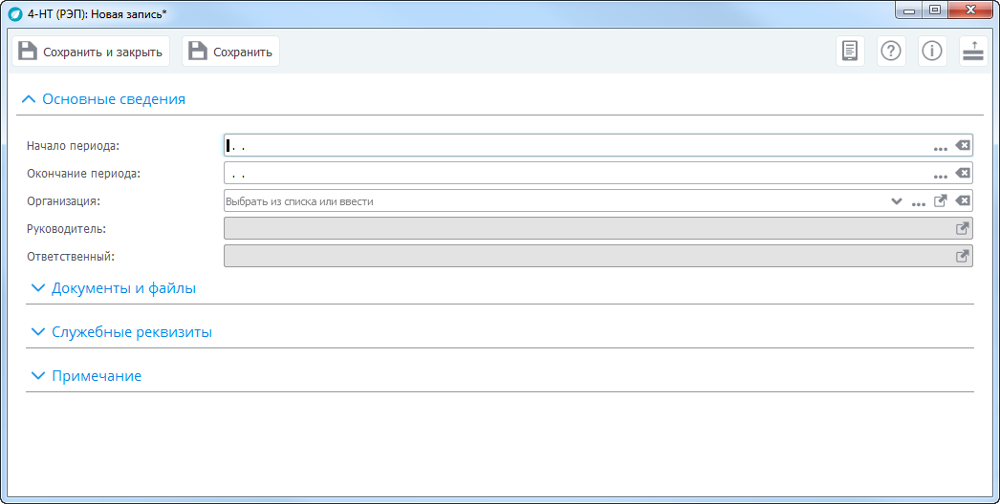 4-НТ (РЭП): Новая запись*
Сохранить и закрыть Сохранить
Основные сведения
Начало периода: . .
Окончание периода: . .
Организация: Выбрать из списка или ввести
Руководитель:
Ответственный:
Документы и файлы
Служебные реквизиты
Примечание